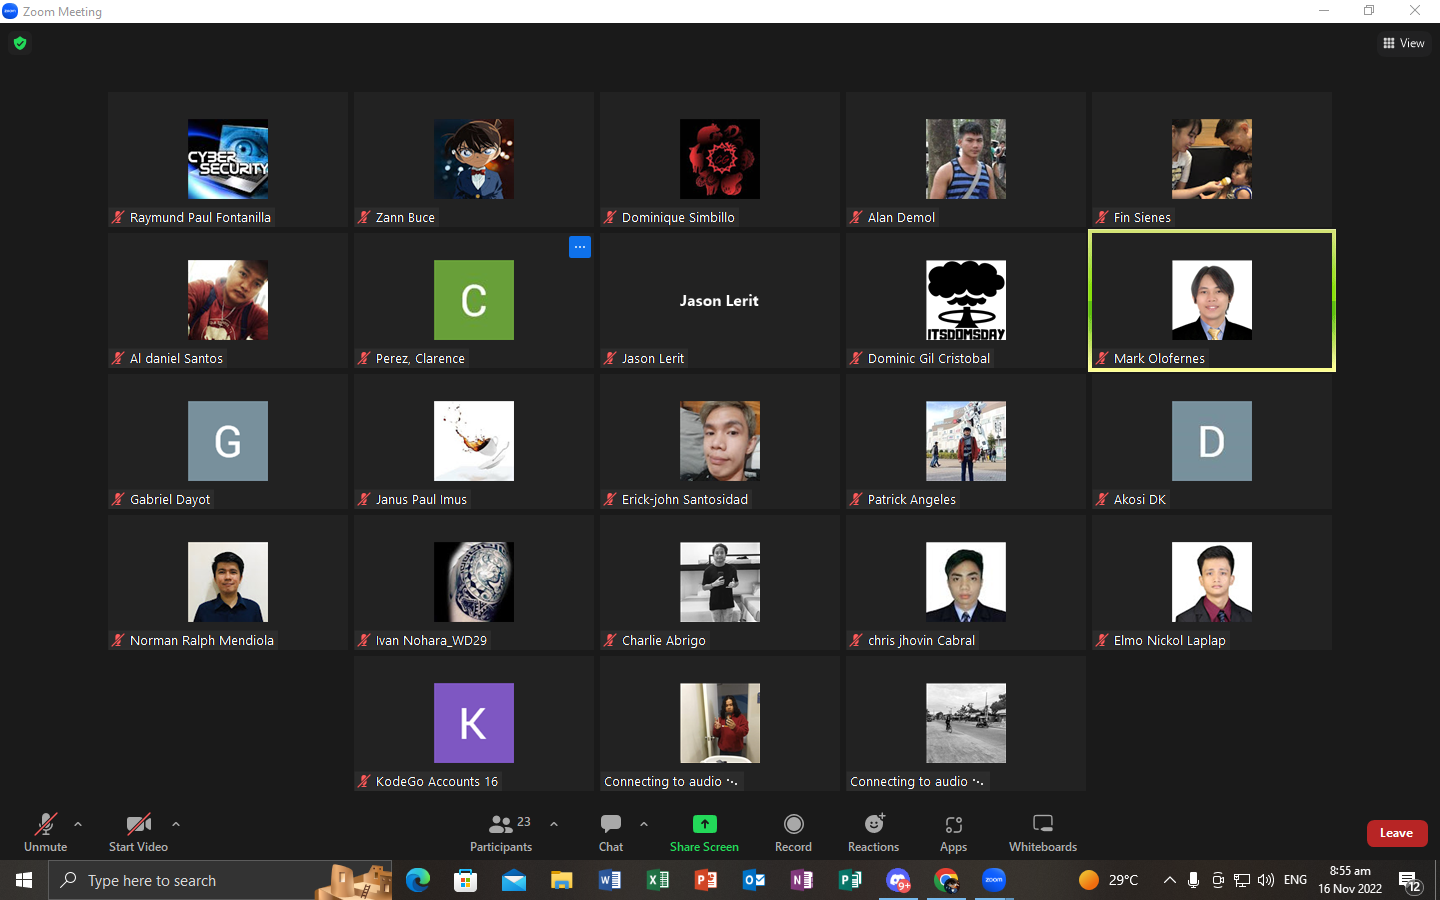 Zoom Meeting
View
CYBER
SECURITY
Raymund Paul Fontanilla
Zann Buce
Dominique Simbillo
Alan Demol
Fin Sienes
Al daniel Santos
C
Perez, Clarence
Jason Lerit
Jason Lerit
ITSDOMSDAY
Dominic Gil Cristobal
Mark Olofernes
G
Gabriel Dayot
Janus Paul Imus
Erick-john Santosidad
Patrick Angeles
D
Akosi DK
Norman Ralph Mendiola
Ivan Nohara_WD29
Charlie Abrigo
chris jhovin Cabral
Elmo Nickol Laplap
K
KodeGo Accounts 16
Connecting to audio
Connecting to audio
Unmute
Start Video
23
Participants
Chat
Share Screen
Record
Reactions
Apps
Whiteboards
Leave
Type here to search
9+
zoom
29°C
ENG
8:55 am
16 Nov 2022
12